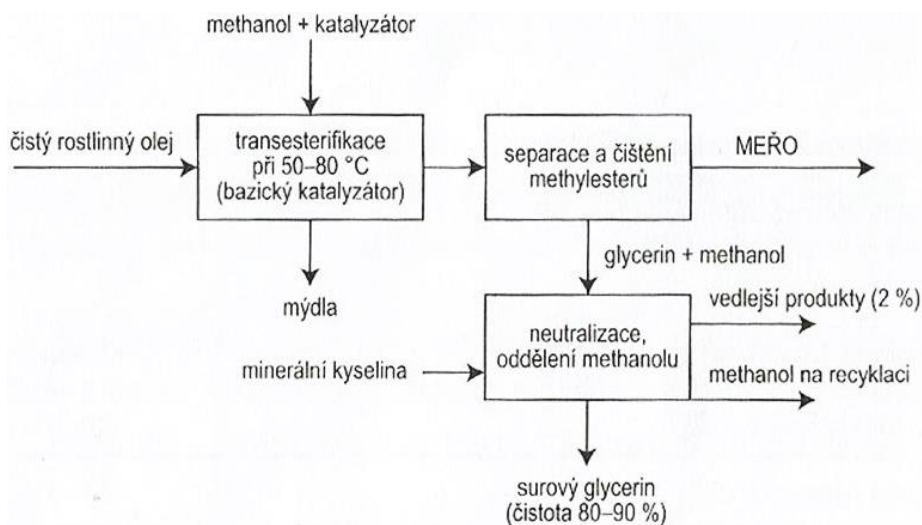 methanol + katalyzátor
čistý rostlinný olej
transesterifikace
při 50–80 °C
(bazický katalyzátor)
separace a čištění
methylesterů
MEŘO
mýdla
glycerin + methanol
minerální kyselina
neutralizace,
oddělení methanolu
vedlejší produkty (2 %)
methanol na recyklaci
surový glycerin
(čistota 80–90 %)